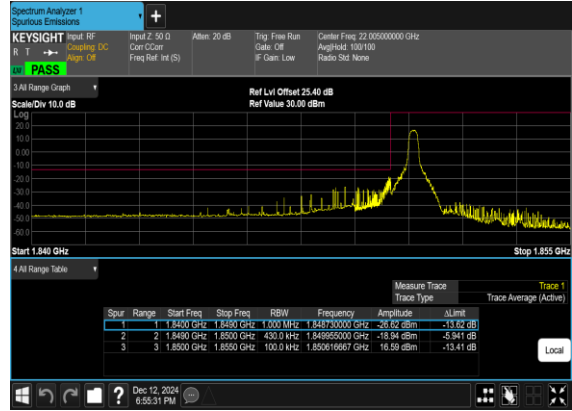 Spectrum Analyzer 1
Spurious Emissions
+
KEYSIGHT Input: RF Input Z: 50 Ω Atten: 20 dB Trig: Free Run Center Freq: 22.005000000 GHz
R T Coupling: DC Corr CCorr Gate: Off Avg|Hold: 100/100
Align: Off Freq Ref: Int (S) IF Gain: Low Radio Std: None
PASS
3 All Range Graph
Ref Lvl Offset 25.40 dB
Scale/Div 10.0 dB Ref Value 30.00 dBm
Log
20.0
10.0
0.00
-10.0
-20.0
-30.0
-40.0
-50.0
-60.0
Start 1.840 GHz Stop 1.855 GHz
4 All Range Table
Measure Trace Trace 1
Trace Type Trace Average (Active)
Spur Range Start Freq Stop Freq RBW Frequency Amplitude ΔLimit
1 1 1.8400 GHz 1.8490 GHz 1.000 MHz 1.848730000 GHz -26.62 dBm -13.62 dB
2 2 1.8490 GHz 1.8500 GHz 430.0 kHz 1.849955000 GHz -18.94 dBm -5.941 dB
3 3 1.8500 GHz 1.8550 GHz 100.0 kHz 1.850616667 GHz 16.59 dBm -13.41 dB
Local
?
Dec 12, 2024
6:55:31 PM